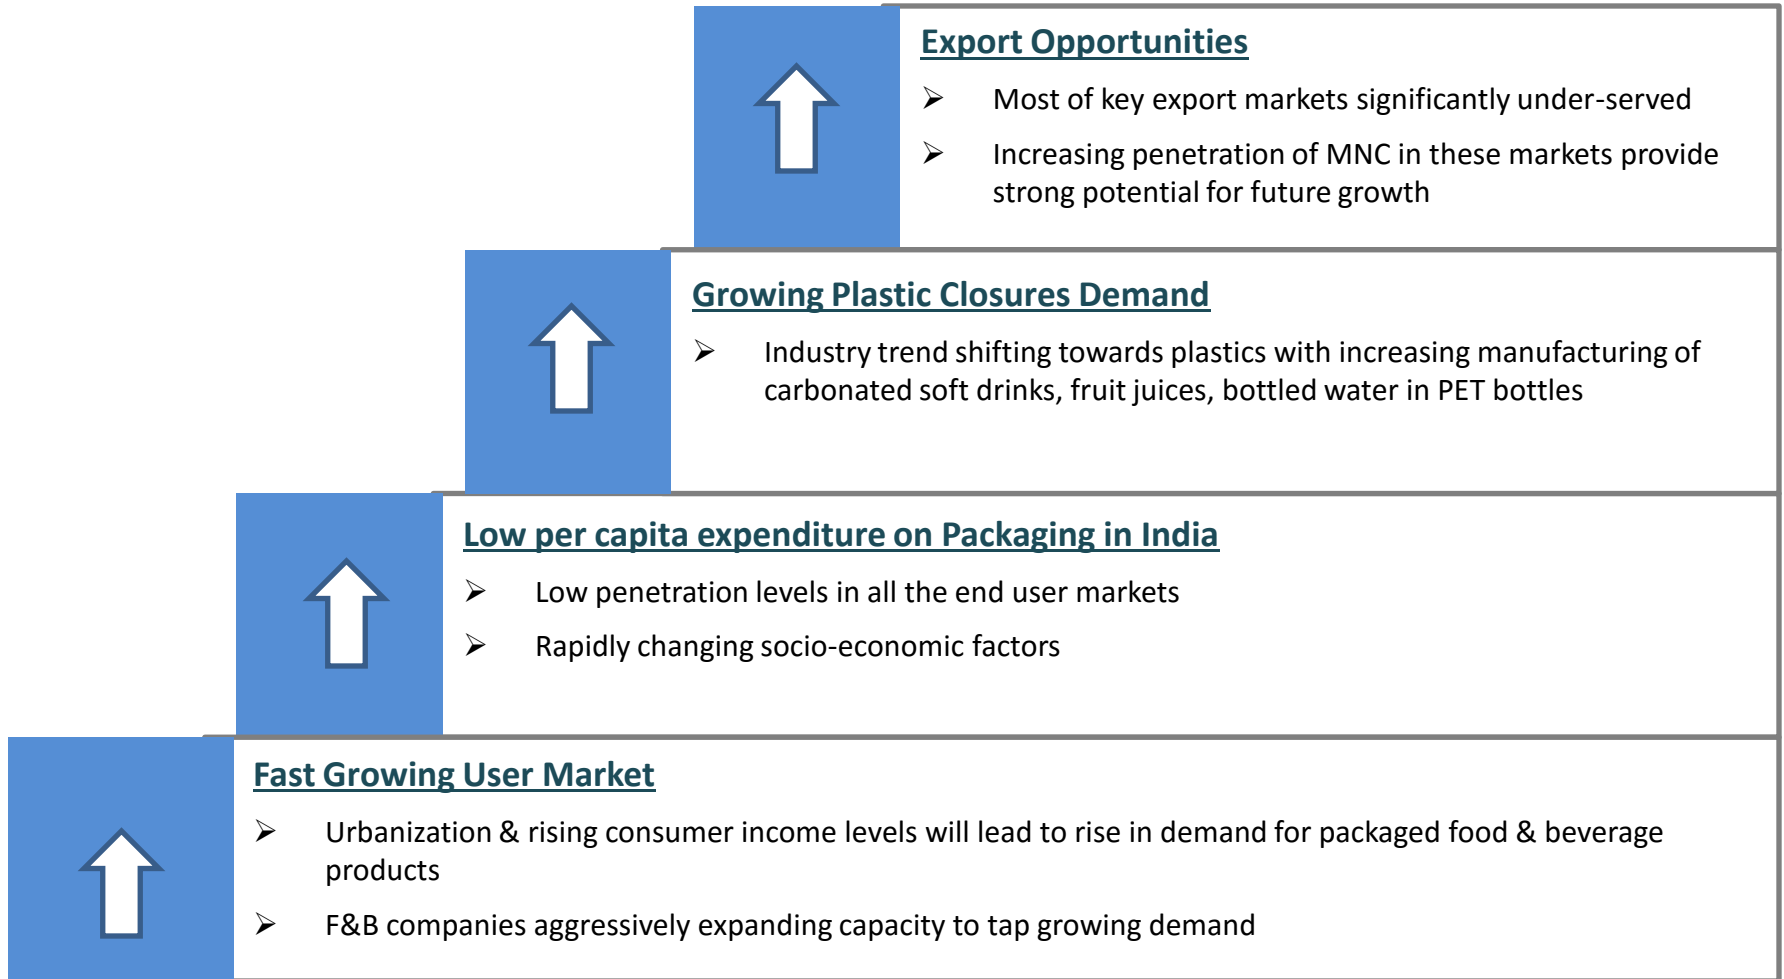 Export Opportunities
➢ Most of key export markets significantly under-served
➢ Increasing penetration of MNC in these markets provide
strong potential for future growth
Growing Plastic Closures Demand
➢ Industry trend shifting towards plastics with increasing manufacturing of
carbonated soft drinks, fruit juices, bottled water in PET bottles
Low per capita expenditure on Packaging in India
➢ Low penetration levels in all the end user markets
➢ Rapidly changing socio-economic factors
Fast Growing User Market
➢ Urbanization & rising consumer income levels will lead to rise in demand for packaged food & beverage
products
➢ F&B companies aggressively expanding capacity to tap growing demand